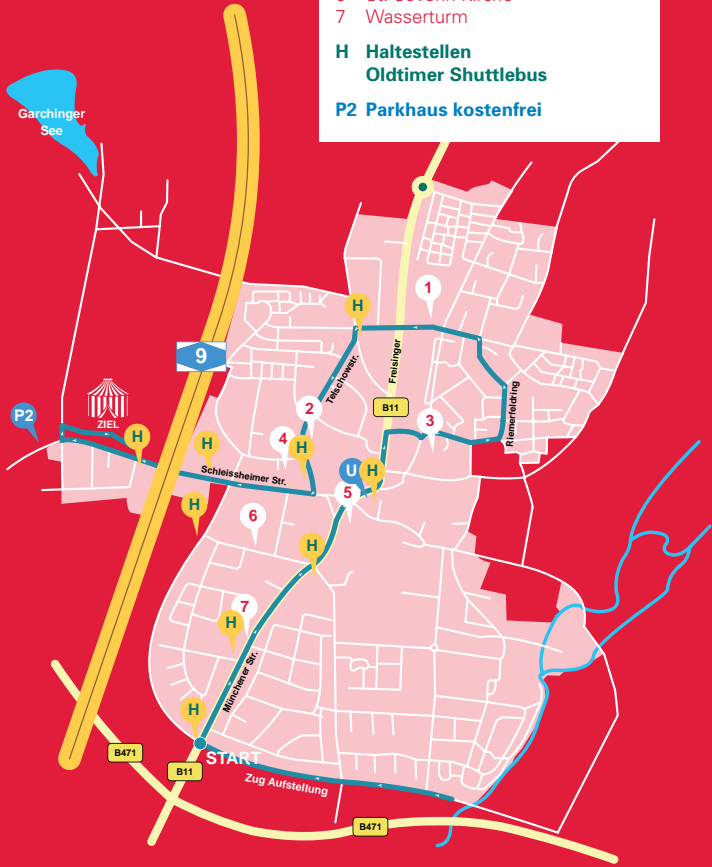 7 Wasserturm
H Haltestellen
Oldtimer Shuttlebus
P2 Parkhaus kostenfrei
Garchinger
See
1
H
9
Freisinger
Telschowstr.
B11
Riemerfeldring
ZIEL
P2
2
3
4
H
H
H
Schleissheimer Str.
U
H
5
H
6
H
7
H
Münchener Str.
H
START
B471
B11
Zug Aufstellung
B471